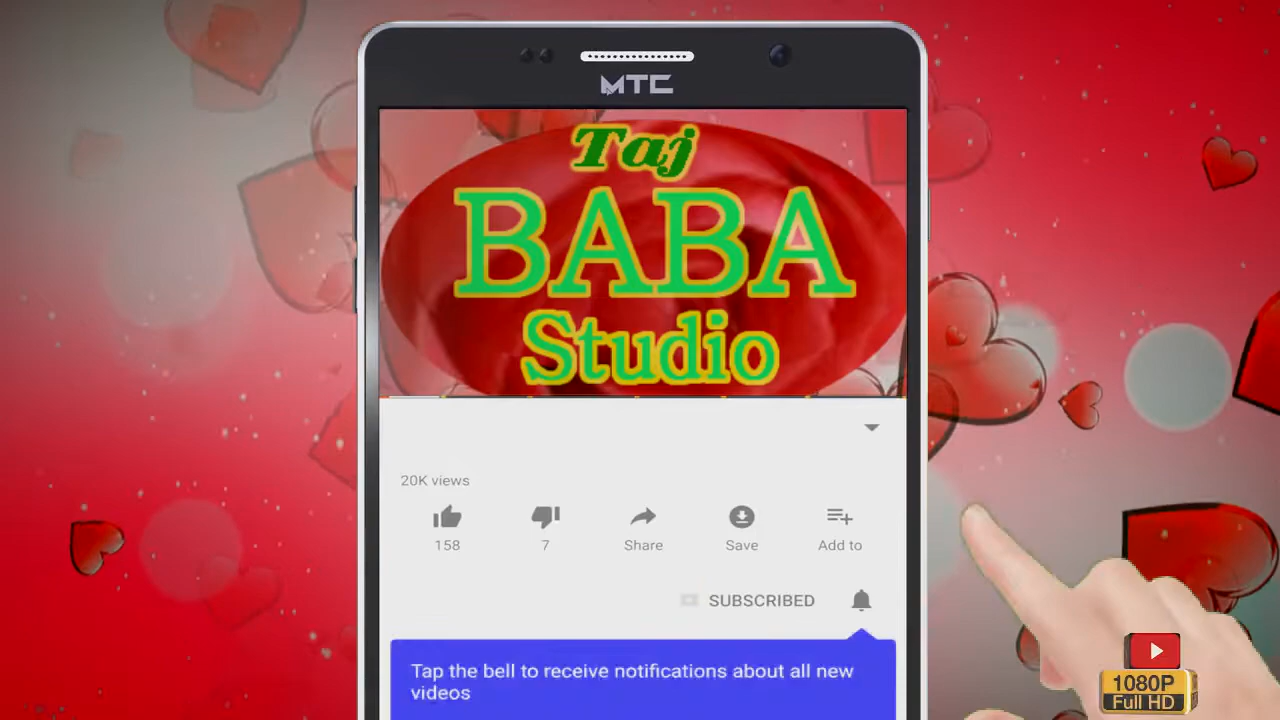 MTC
Taj
BABA
Studio
20K views
158
7
Share
Save
Add to
SUBSCRIBED
Tap the bell to receive notifications about all new
videos
1080P
Full HD